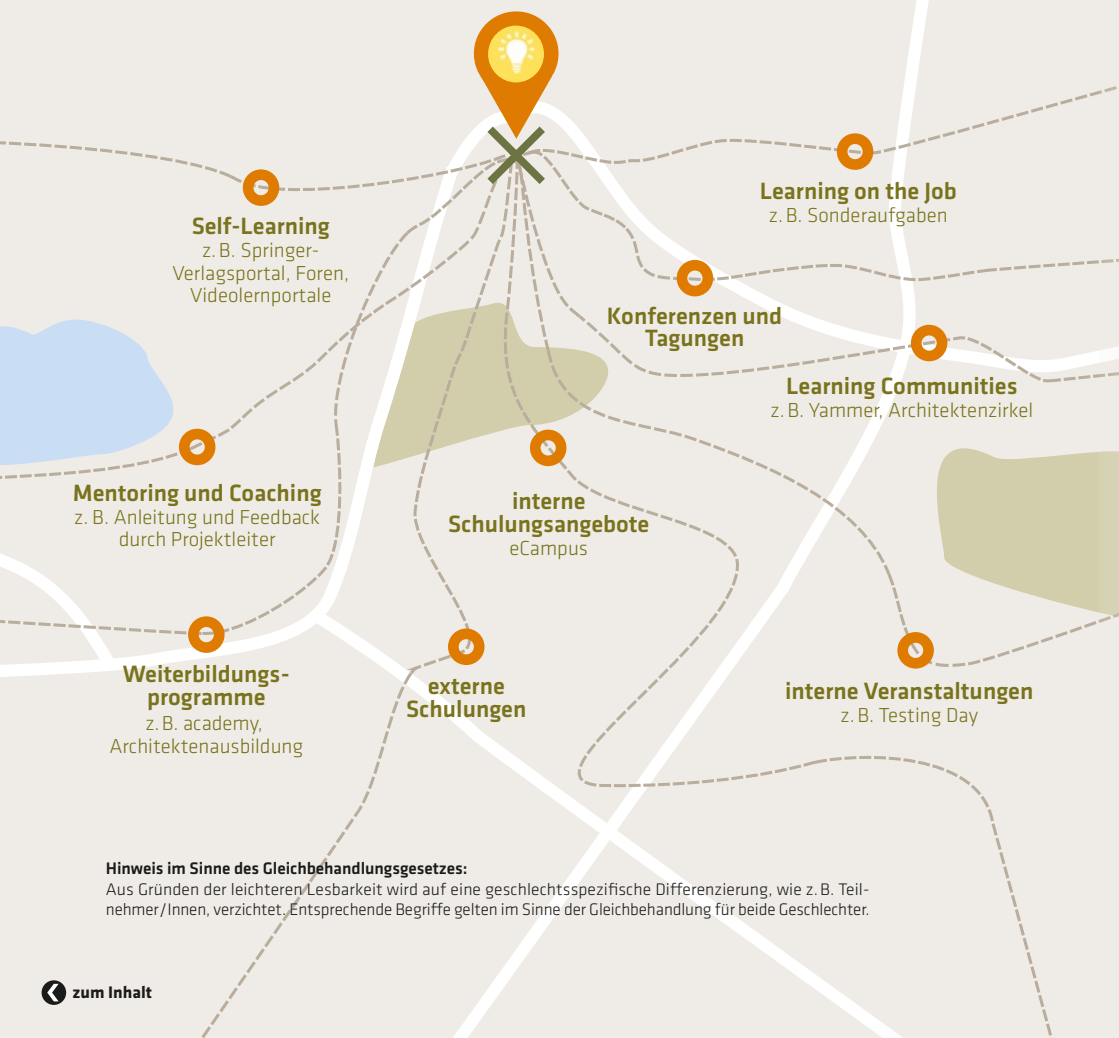 Learning on the Job
z. B. Sonderaufgaben
Self-Learning
z. B. Springer-
Verlagsportal, Foren,
Videolernportale
Konferenzen und
Tagungen
Learning Communities
z. B. Yammer, Architektenzirkel
Mentoring und Coaching
z. B. Anleitung und Feedback
durch Projektleiter
interne
Schulungsangebote
eCampus
Weiterbildungs-
programme
z. B. academy,
Architektenausbildung
externe
Schulungen
interne Veranstaltungen
z. B. Testing Day
Hinweis im Sinne des Gleichbehandlungsgesetzes:
Aus Gründen der leichteren Lesbarkeit wird auf eine geschlechtsspezifische Differenzierung, wie z. B. Teil-
nehmer/Innen, verzichtet. Entsprechende Begriffe gelten im Sinne der Gleichbehandlung für beide Geschlechter.
zum Inhalt